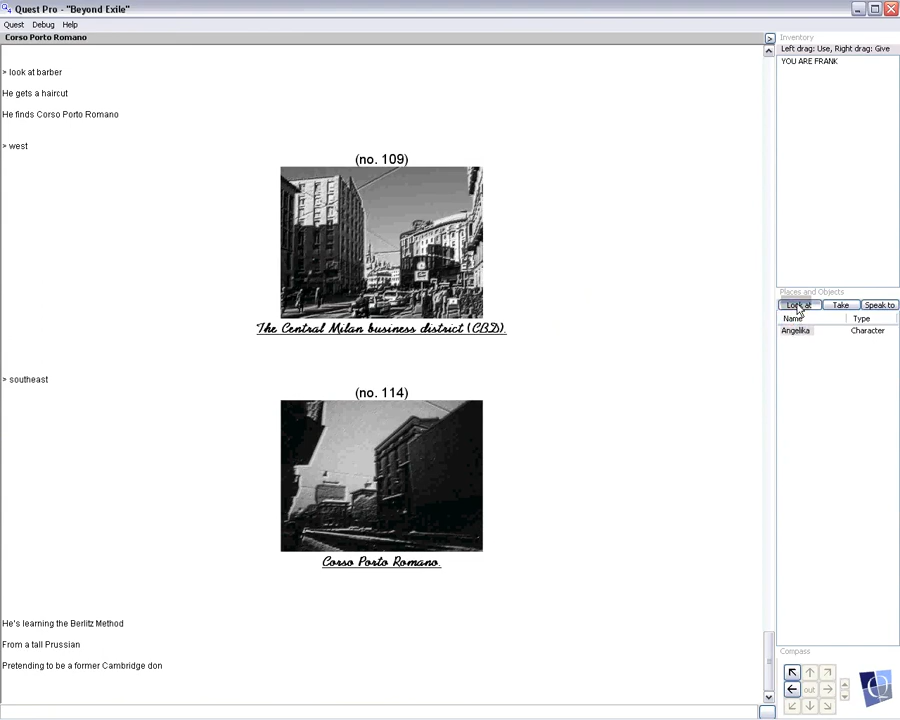 Quest Pro - "Beyond Exile"
Quest Debug Help
Corso Porto Romano
> look at barber
He gets a haircut
He finds Corso Porto Romano
> west
(no. 109)
The Central Milan business district (CBD).
> southeast
(no. 114)
Corso Porto Romano.
He's learning the Berlitz Method
From a tall Prussian
Pretending to be a former Cambridge don
>
Inventory
Left drag: Use, Right drag: Give
YOU ARE FRANK
Places and Objects
Look at Take Speak to
Name Type
Angelika Character
Compass
out
Q